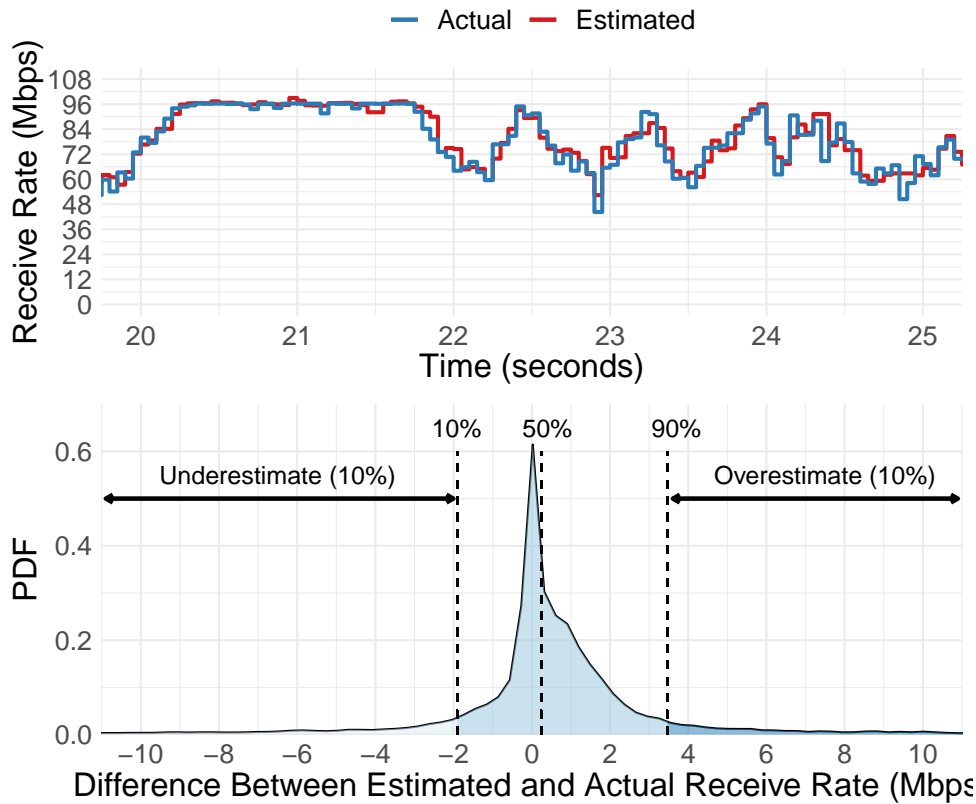 Actual Estimated
Receive Rate (Mbps)
108
96
84
72
60
48
36
24
12
0
20 21 22 23 24 25
Time (seconds)
10% 50% 90%
Underestimate (10%) Overestimate (10%)
PDF
0.6
0.4
0.2
0.0
−10 −8 −6 −4 −2 0 2 4 6 8 10
Difference Between Estimated and Actual Receive Rate (Mbps